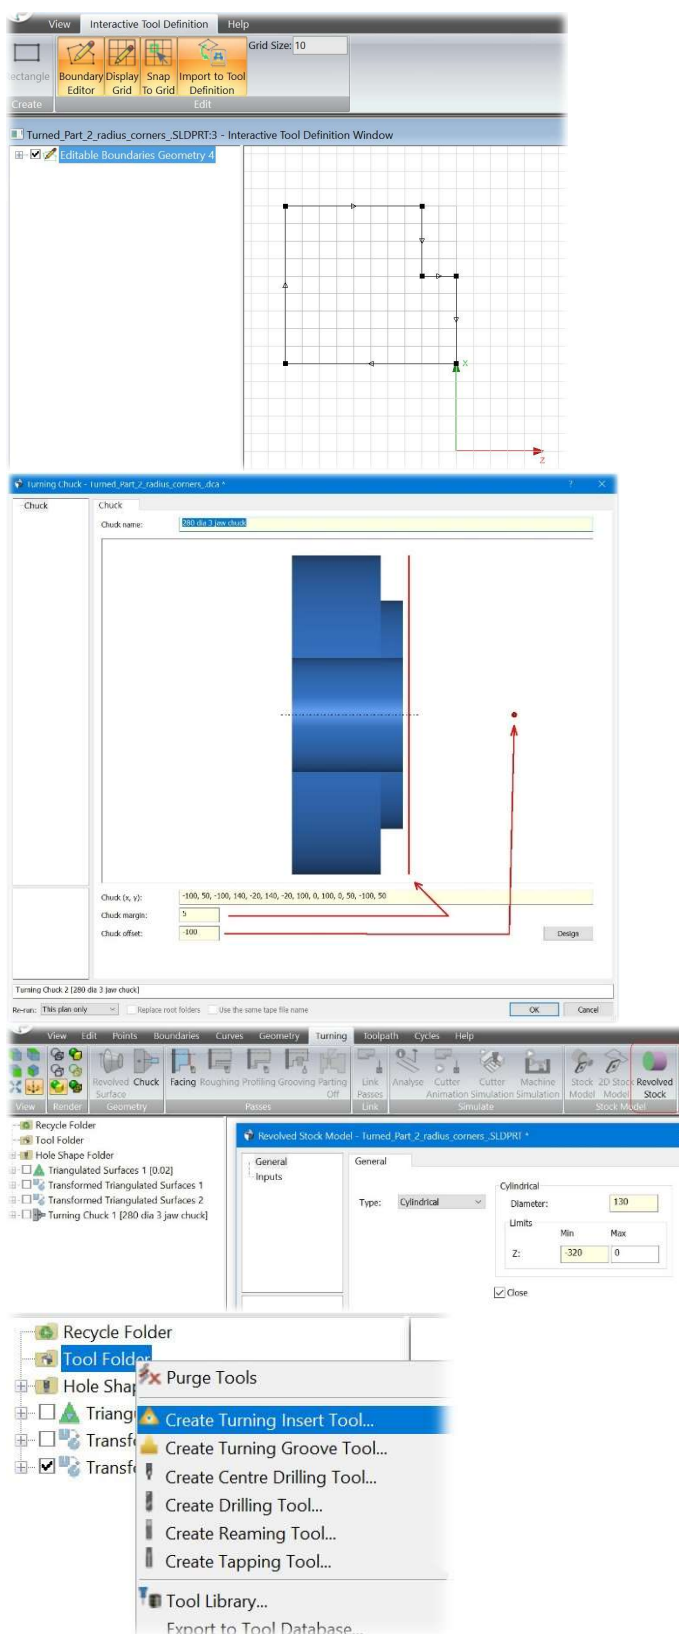 View Interactive Tool Definition Help
Grid Size: 10
Boundary Editor
Display Grid
Snap To Grid
Import to Tool Definition
Create
Edit
Turned_Part_2_radius_corners_.SLDPRT:3 - Interactive Tool Definition Window
Editable Boundaries Geometry 4
X
Z
Turning Chuck - Turned_Part_2_radius_corners_.dca *
? ×
Chuck
Chuck
Chuck name: 280 dia 3 jaw chuck
Chuck (x, y): -100, 50, -100, 140, -20, 140, -20, 100, 0, 100, 0, 50, -100, 50
Chuck margin: 5
Chuck offset: -100
Design
Turning Chuck 2 [280 dia 3 jaw chuck]
Re-run: This plan only Replace root folders Use the same tape file name
OK Cancel
View Edit Points Boundaries Curves Geometry Turning Toolpath Cycles Help
Revolved Surface
Chuck
Facing Roughing Profiling Grooving
Parting Off
Link Passes
Analyse
Cutter Animation
Cutter Simulation
Machine Simulation
Stock Model
2D Stock Model
Revolved Stock
View Render Geometry Passes Link Simulate Stock Model
Recycle Folder
Tool Folder
Hole Shape Folder
Triangulated Surfaces 1 [0.02]
Transformed Triangulated Surfaces 1
Transformed Triangulated Surfaces 2
Turning Chuck 1 [280 dia 3 jaw chuck]
Revolved Stock Model - Turned_Part_2_radius_corners_.SLDPRT *
General
Inputs
General
Type: Cylindrical
Cylindrical
Diameter: 130
Limits
Min Max
Z: -320 0
Close
Recycle Folder
Tool Folder
Hole Shap
Triang
Transf
Transf
Purge Tools
Create Turning Insert Tool...
Create Turning Groove Tool...
Create Centre Drilling Tool...
Create Drilling Tool...
Create Reaming Tool...
Create Tapping Tool...
Tool Library...
Export to Tool Database...